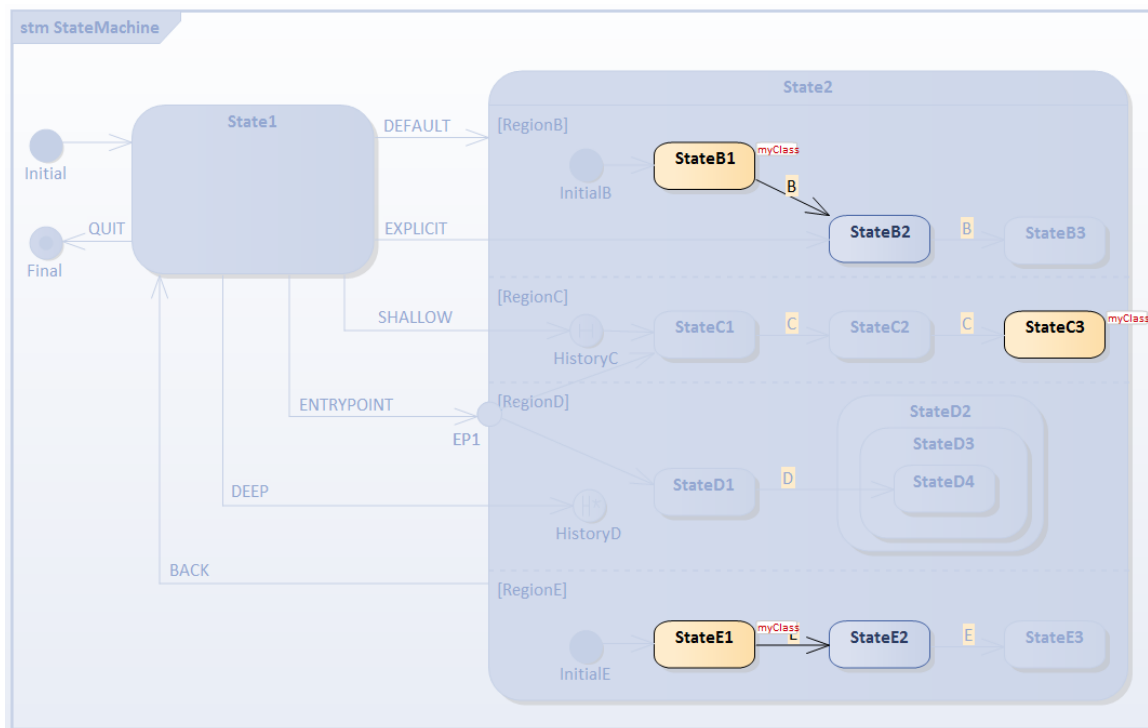 stm StateMachine
State2
State1
DEFAULT
[RegionB]
Initial
InitialB
StateB1
myClass
B
QUIT
EXPLICIT
StateB2
B
StateB3
Final
[RegionC]
SHALLOW
HistoryC
StateC1
C
StateC2
C
StateC3
myClass
ENTRYPOINT
EP1
[RegionD]
StateD2
StateD3
StateD4
StateD1
D
DEEP
HistoryD
BACK
[RegionE]
InitialE
StateE1
myClass
StateE2
E
StateE3